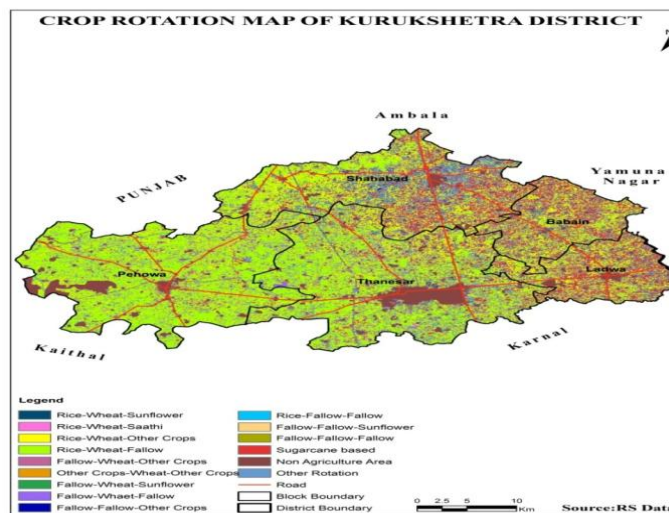 CROP ROTATION MAP OF KURUKSHETRA DISTRICT
N
Ambala
PUNJAB
Yamuna
Nagar
Shahabad
Babain
Pehowa
Thanesar
Ladwa
Kaithal
Karnal
Legend
Rice-Wheat-Sunflower
Rice-Wheat-Saathi
Rice-Wheat-Other Crops
Rice-Wheat-Fallow
Fallow-Wheat-Other Crops
Other Crops-Wheat-Other Crops
Fallow-Wheat-Sunflower
Fallow-Whaet-Fallow
Fallow-Fallow-Other Crops
Rice-Fallow-Fallow
Fallow-Fallow-Sunflower
Fallow-Fallow-Fallow
Sugarcane based
Non Agriculture Area
Other Rotation
Road
Block Boundary
District Boundary
0 5 10
Km
Source:RS Data